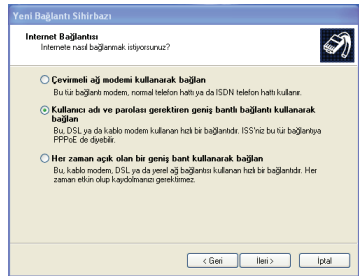 Yeni Bağlantı Sihirbazı
Internet Bağlantısı
Internete nasıl bağlanmak istiyorsunuz?
Çevirmeli ağ modemi kullanarak bağlan
Bu tür bağlantı modem, normal telefon hattı ya da ISDN telefon hattı kullanır.
Kullanıcı adı ve parolası gerektiren geniş bantlı bağlantı kullanarak
bağlan
Bu, DSL ya da kablo modem kullanan hızlı bir bağlantıdır. ISS'niz bu tür bağlantıya
PPPoE de diyebilir.
Her zaman açık olan bir geniş bant kullanarak bağlan
Bu, kablo modem, DSL ya da yerel ağ bağlantısı kullanan hızlı bir bağlantıdır. Her
zaman etkin olup kaydolmanızı gerektirmez.
< Geri
İleri >
İptal